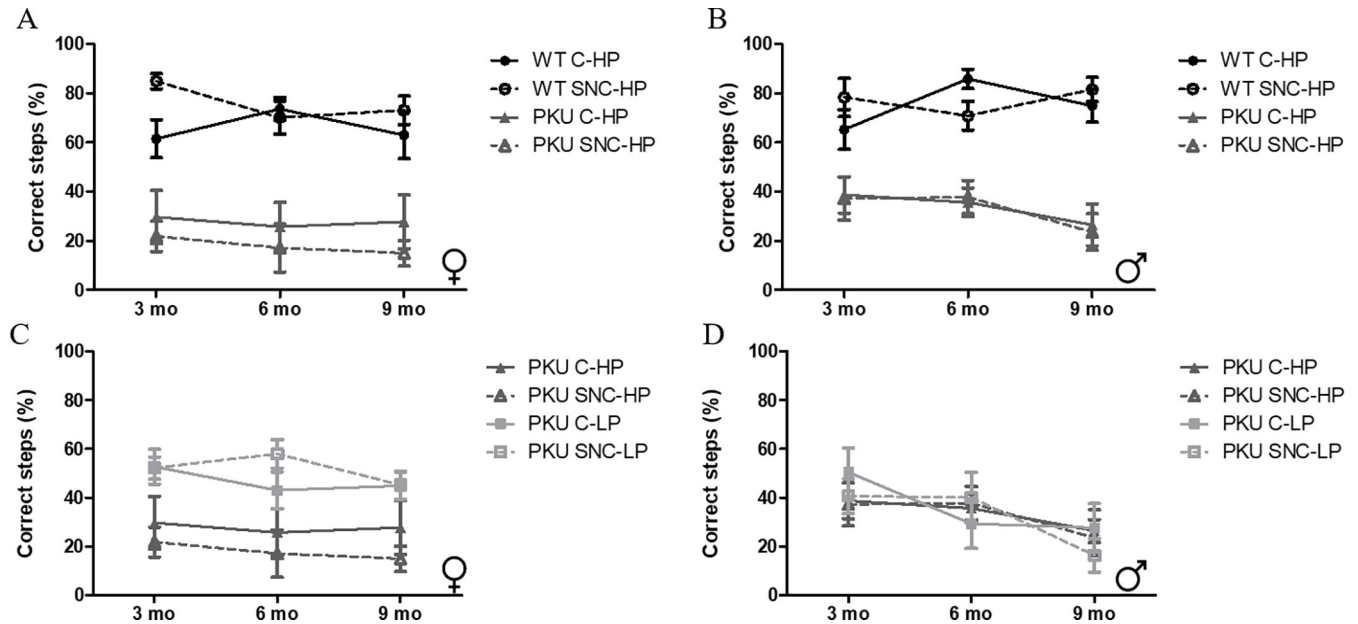 A
100
80
60
40
20
0
Correct steps (%)
3 mo 6 mo 9 mo
WT C-HP
WT SNC-HP
PKU C-HP
PKU SNC-HP
B
100
80
60
40
20
0
Correct steps (%)
3 mo 6 mo 9 mo
WT C-HP
WT SNC-HP
PKU C-HP
PKU SNC-HP
C
100
80
60
40
20
0
Correct steps (%)
3 mo 6 mo 9 mo
PKU C-HP
PKU SNC-HP
PKU C-LP
PKU SNC-LP
D
100
80
60
40
20
0
Correct steps (%)
3 mo 6 mo 9 mo
PKU C-HP
PKU SNC-HP
PKU C-LP
PKU SNC-LP